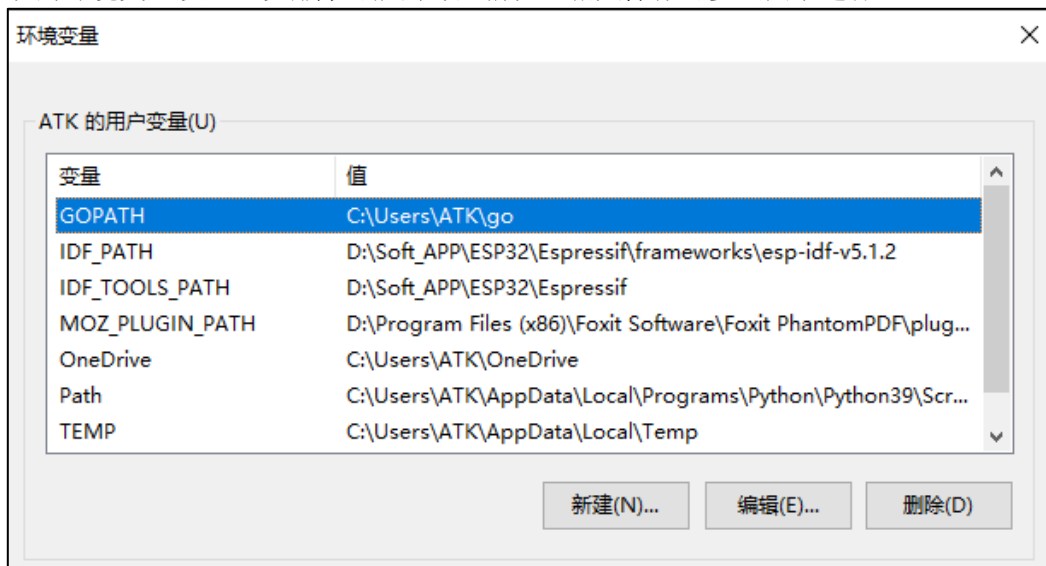 环境变量
ATK 的用户变量(U)
变量 值
GOPATH C:\Users\ATK\go
IDF_PATH D:\Soft_APP\ESP32\Espressif\frameworks\esp-idf-v5.1.2
IDF_TOOLS_PATH D:\Soft_APP\ESP32\Espressif
MOZ_PLUGIN_PATH D:\Program Files (x86)\Foxit Software\Foxit PhantomPDF\plug...
OneDrive C:\Users\ATK\OneDrive
Path C:\Users\ATK\AppData\Local\Programs\Python\Python39\Scr...
TEMP C:\Users\ATK\AppData\Local\Temp
新建(N)... 编辑(E)... 删除(D)